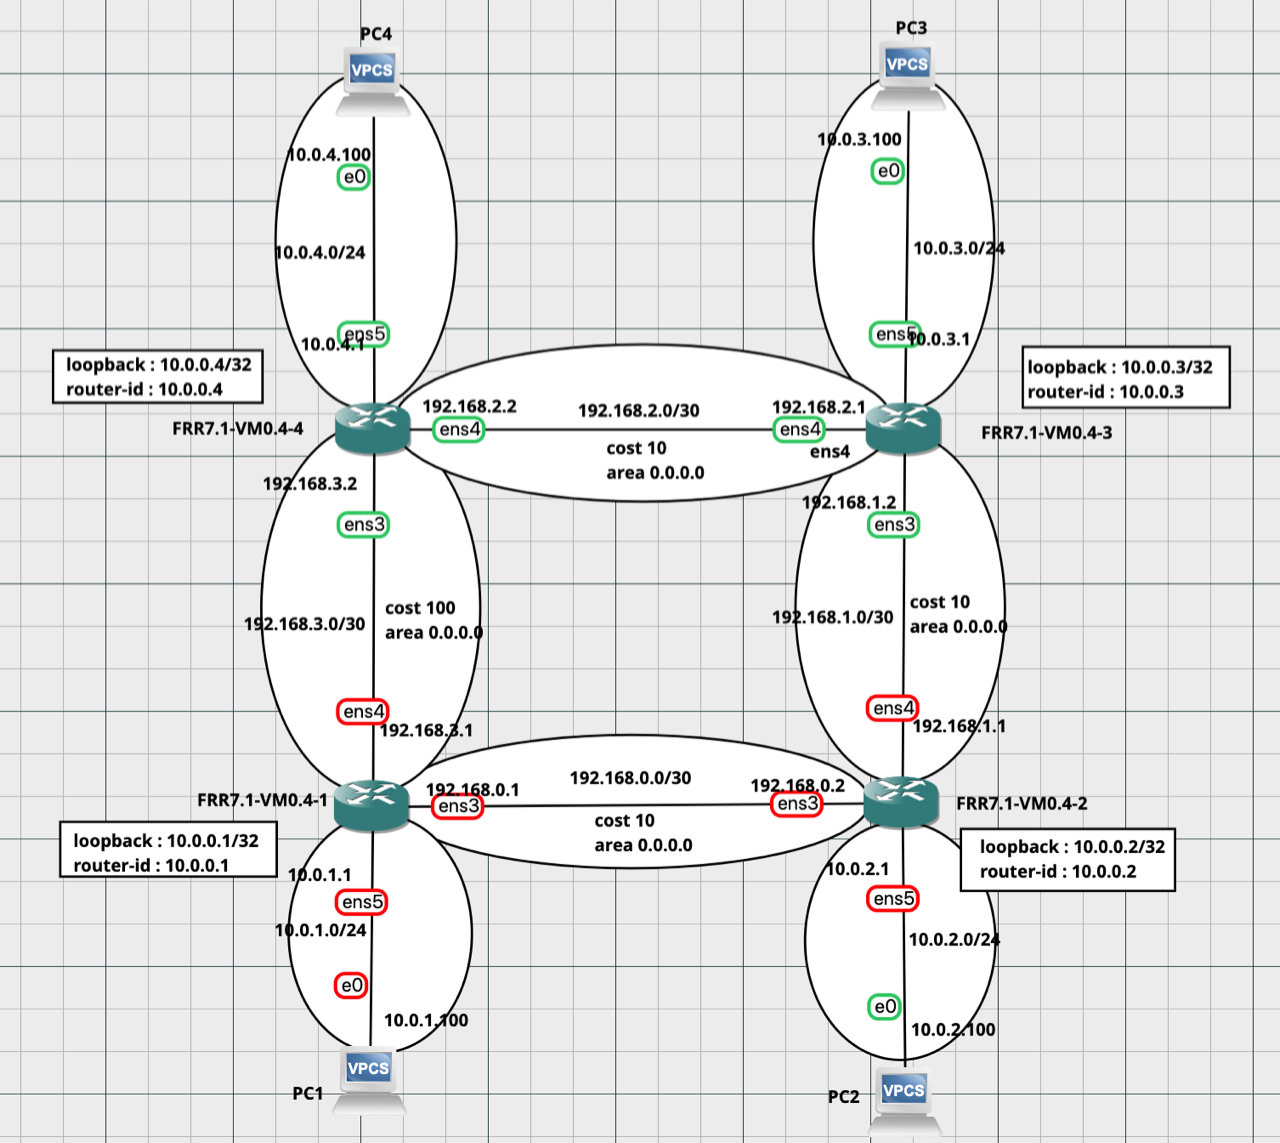 PC4
PC3
VPCS
VPCS
10.0.4.100
e0
10.0.3.100
e0
10.0.4.0/24
10.0.3.0/24
ens5
10.0.4.1
ens5
10.0.3.1
loopback : 10.0.0.4/32
router-id : 10.0.0.4
loopback : 10.0.0.3/32
router-id : 10.0.0.3
FRR7.1-VM0.4-4
192.168.2.2
ens4
192.168.2.0/30
cost 10
area 0.0.0.0
192.168.2.1
ens4
ens4
FRR7.1-VM0.4-3
192.168.3.2
ens3
192.168.1.2
ens3
192.168.3.0/30
cost 100
area 0.0.0.0
192.168.1.0/30
cost 10
area 0.0.0.0
ens4
192.168.3.1
ens4
192.168.1.1
FRR7.1-VM0.4-1
192.168.0.1
ens3
192.168.0.0/30
cost 10
area 0.0.0.0
192.168.0.2
ens3
FRR7.1-VM0.4-2
loopback : 10.0.0.1/32
router-id : 10.0.0.1
loopback : 10.0.0.2/32
router-id : 10.0.0.2
10.0.1.1
ens5
10.0.1.0/24
10.0.2.1
ens5
10.0.2.0/24
e0
10.0.1.100
e0
10.0.2.100
VPCS
PC1
VPCS
PC2